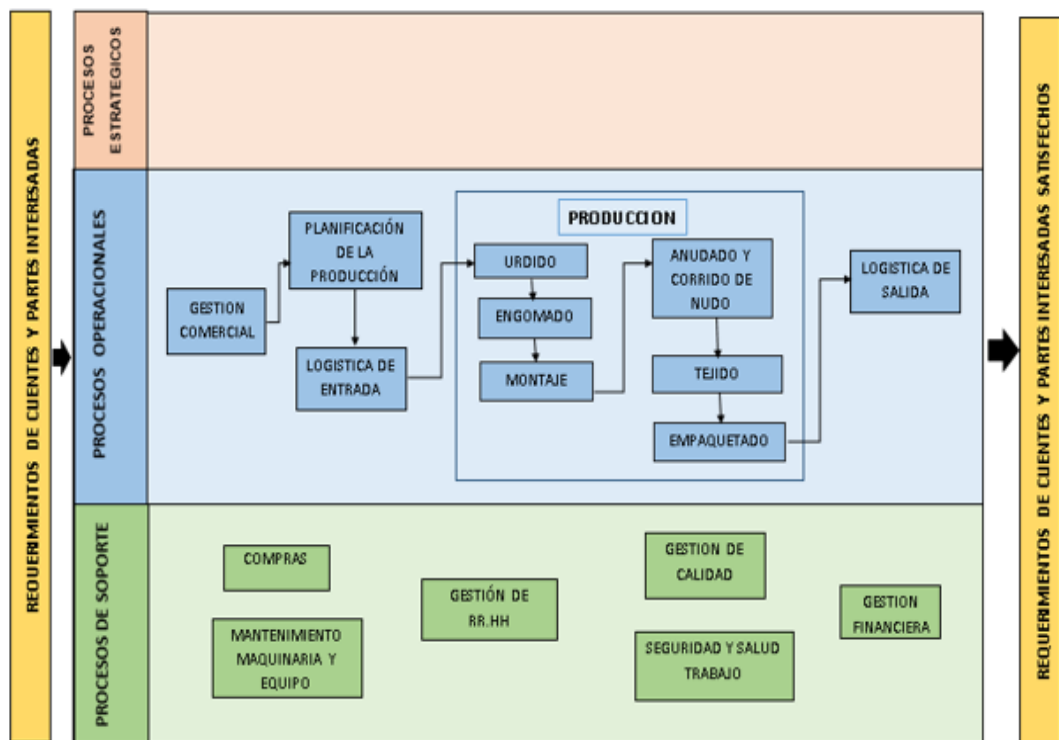 REQUERIMIENTOS DE CLIENTES Y PARTES INTERESADAS
PROCESOS
ESTRATEGICOS
PROCESOS OPERACIONALES
GESTION
COMERCIAL
PLANIFICACIÓN
DE LA
PRODUCCIÓN
LOGISTICA DE
ENTRADA
PRODUCCION
URDIDO
ENGOMADO
MONTAJE
ANUDADO Y
CORRIDO DE
NUDO
TEJIDO
EMPAQUETADO
LOGISTICA DE
SALIDA
PROCESOS DE SOPORTE
COMPRAS
MANTENIMIENTO
MAQUINARIA Y
EQUIPO
GESTIÓN DE
RR.HH
GESTION DE
CALIDAD
SEGURIDAD Y SALUD
TRABAJO
GESTION
FINANCIERA
REQUERIMIENTOS DE CLIENTES Y PARTES INTERESADAS SATISFECHOS